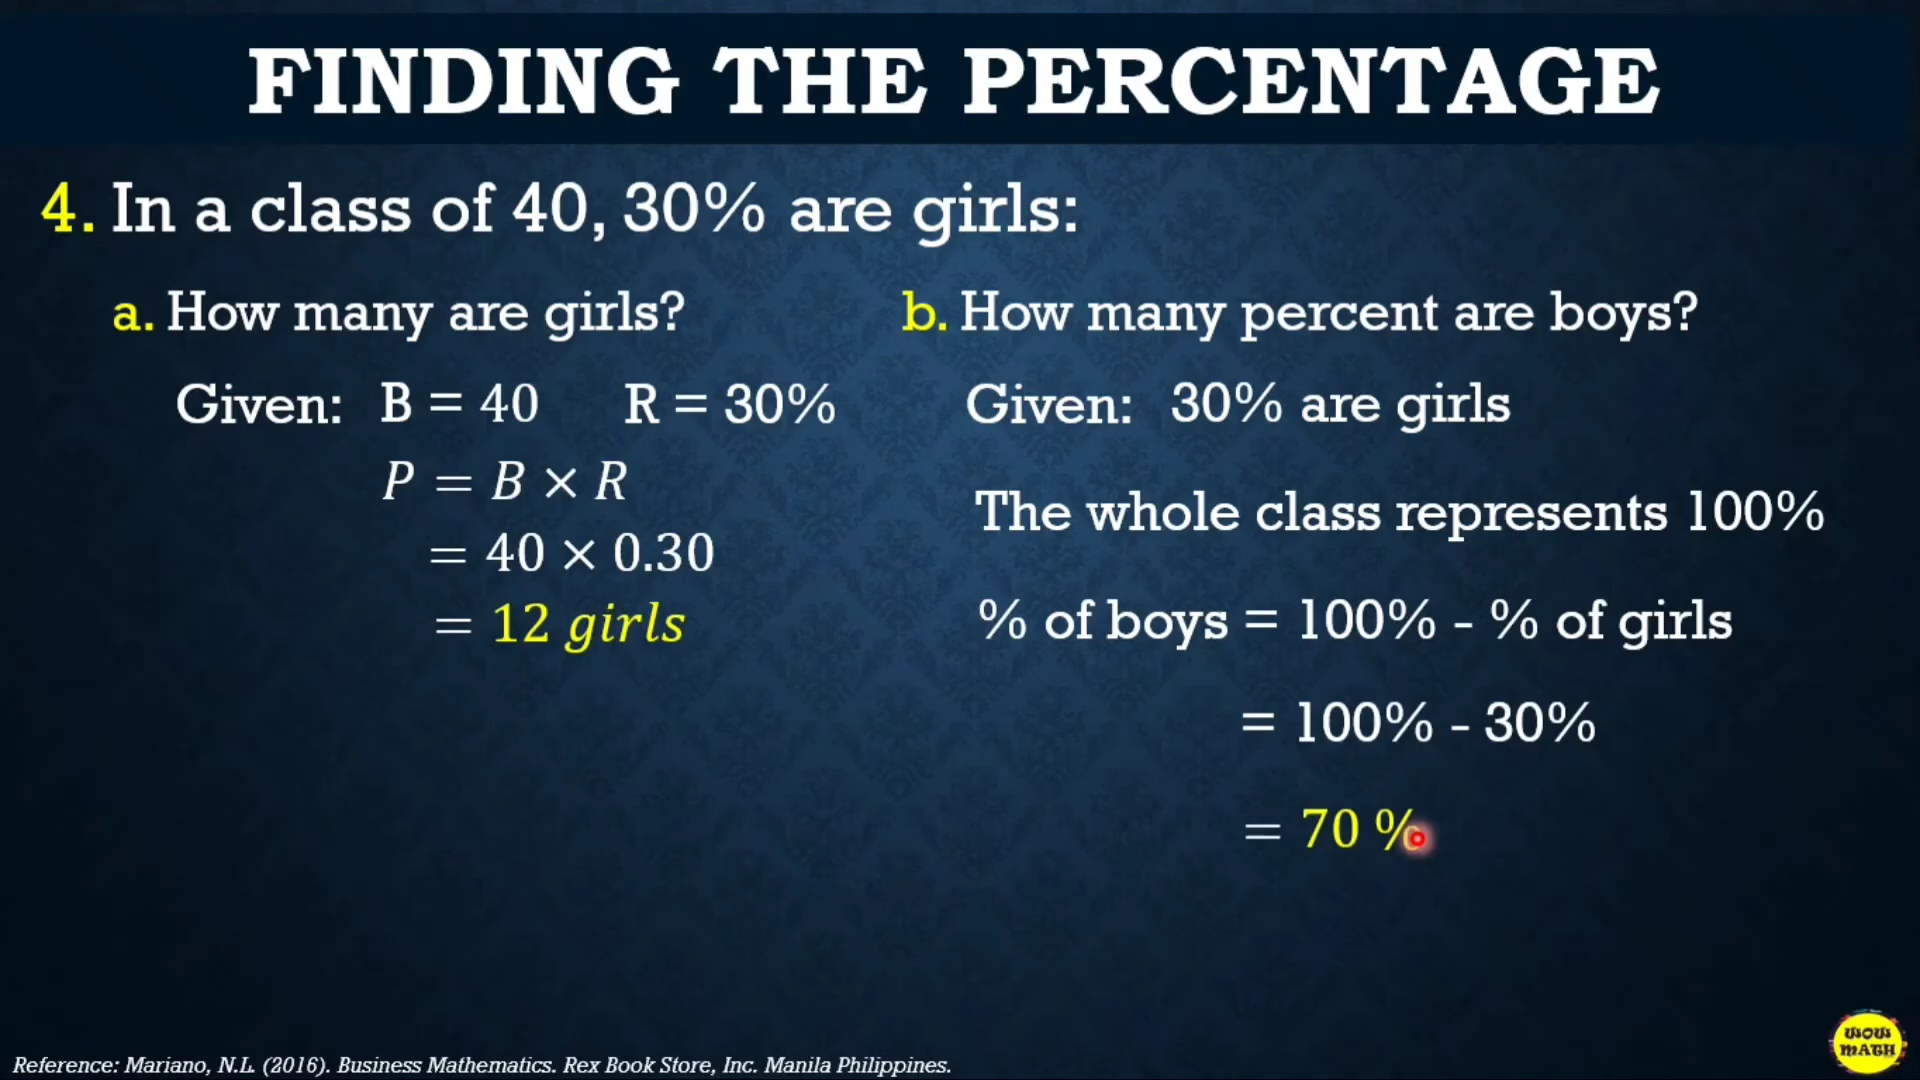 FINDING THE PERCENTAGE
4. In a class of 40, 30% are girls:
a. How many are girls?
Given: B = 40 R = 30%
P = B × R
= 40 × 0.30
= 12 girls
b. How many percent are boys?
Given: 30% are girls
The whole class represents 100%
% of boys = 100% - % of girls
= 100% - 30%
= 70 %
Reference: Mariano, N.L. (2016). Business Mathematics. Rex Book Store, Inc. Manila Philippines.
WOW
MATH